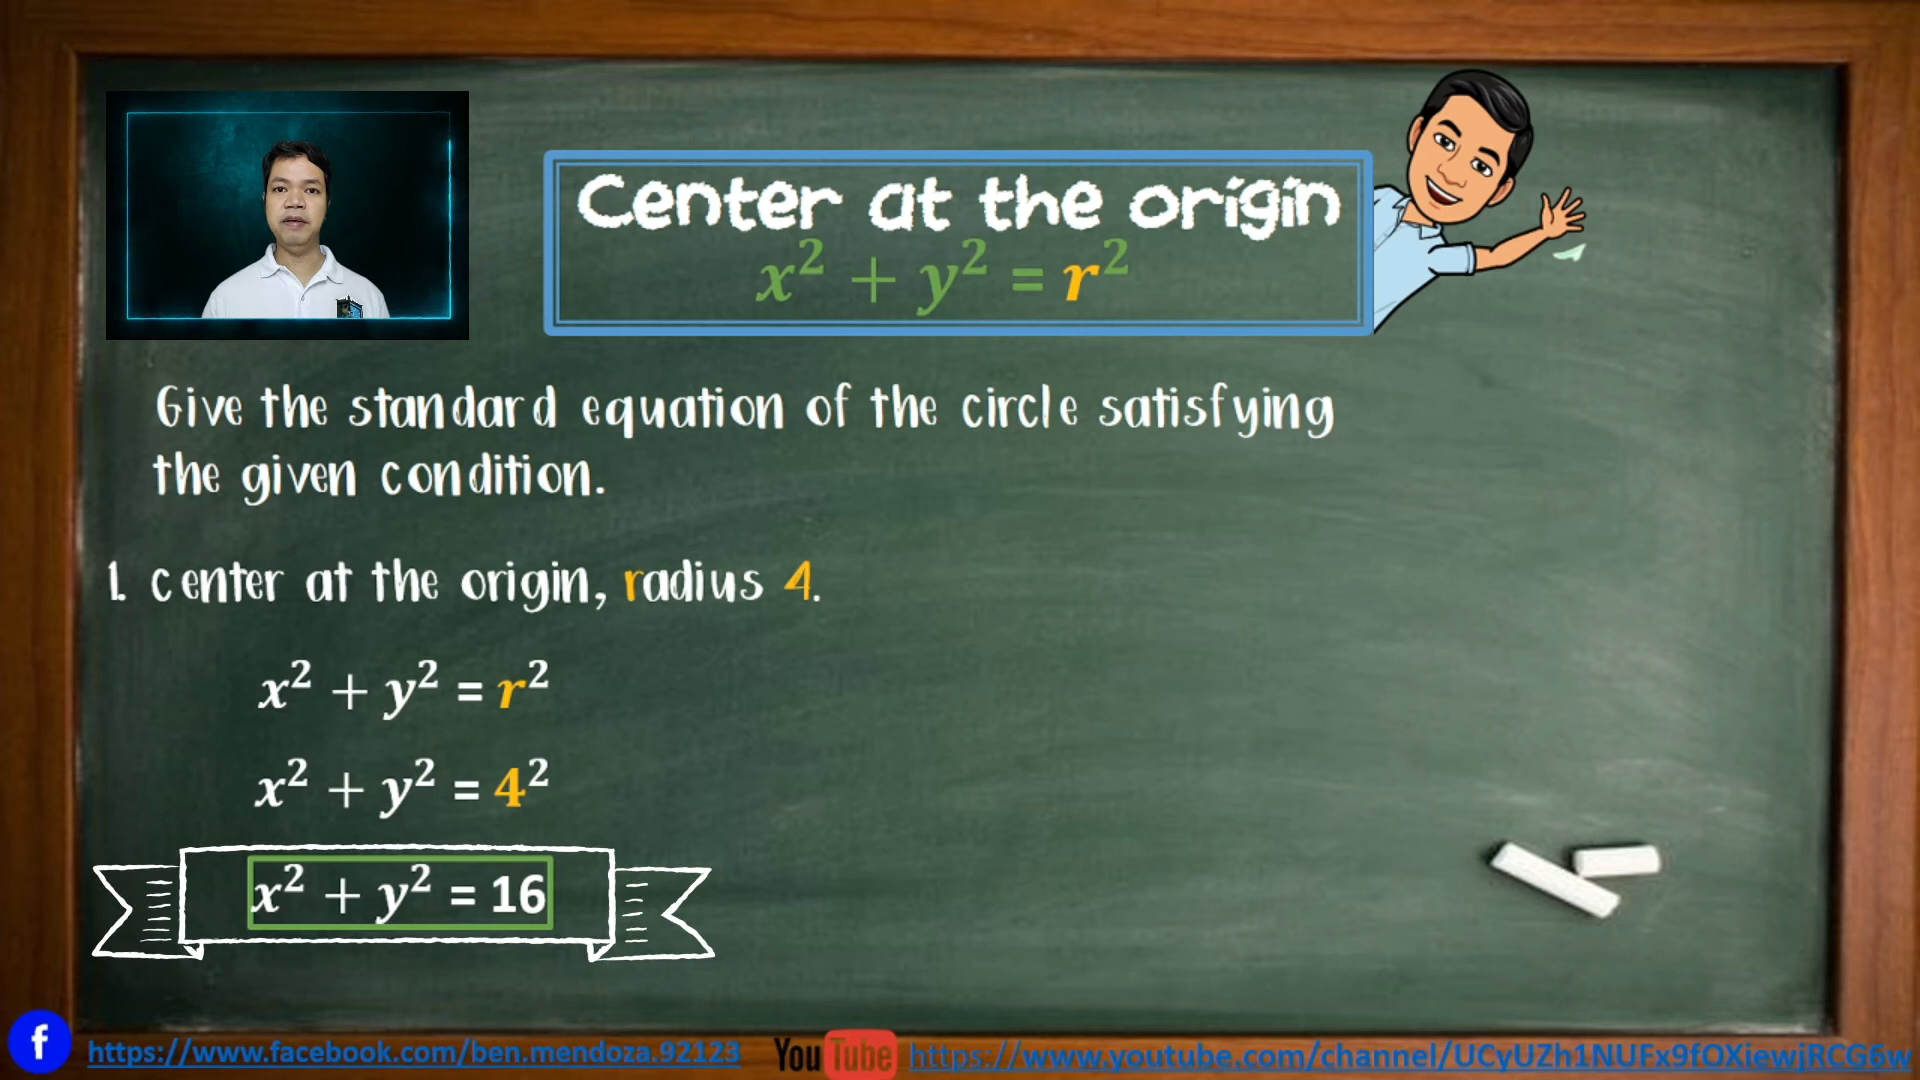 Center at the origin
x² + y² = r²
Give the standard equation of the circle satisfying
the given condition.
1. center at the origin, radius 4.
x² + y² = r²
x² + y² = 4²
x² + y² = 16
f https://www.facebook.com/ben.mendoza.92123 YouTube https://www.youtube.com/channel/UCyUZh1NUFx9fOXiewjRCG6w